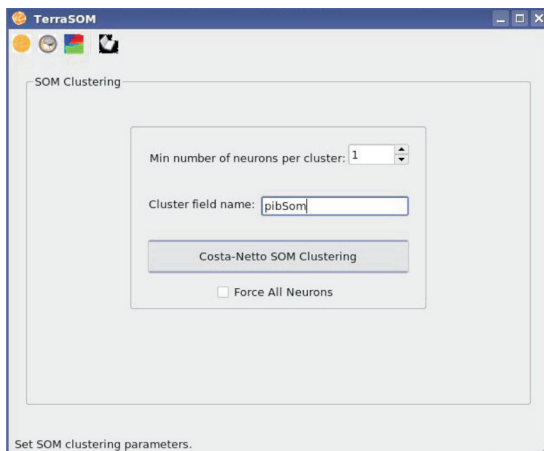 TerraSOM
SOM Clustering
Min number of neurons per cluster: 1
Cluster field name: pibSom
Costa-Netto SOM Clustering
Force All Neurons
Set SOM clustering parameters.